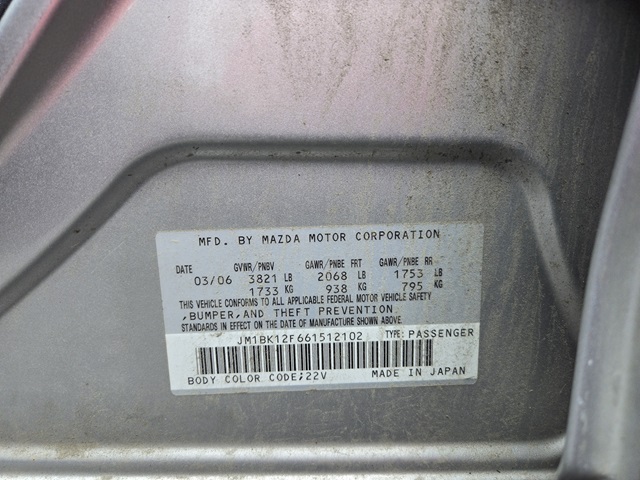 MFD. BY MAZDA MOTOR CORPORATION
DATE GVWR/PNBV GAWR/PNBE FRT GAWR/PNBE RR
03/06 3821 LB 2068 LB 1753 LB
1733 KG 938 KG 795 KG
THIS VEHICLE CONFORMS TO ALL APPLICABLE FEDERAL MOTOR VEHICLE SAFETY
,BUMPER,AND THEFT PREVENTION
STANDARDS IN EFFECT ON THE DATE OF MANUFACTURE SHOWN ABOVE.
JM1BK12F661512102 TYPE:PASSENGER
BODY COLOR CODE;22V MADE IN JAPAN